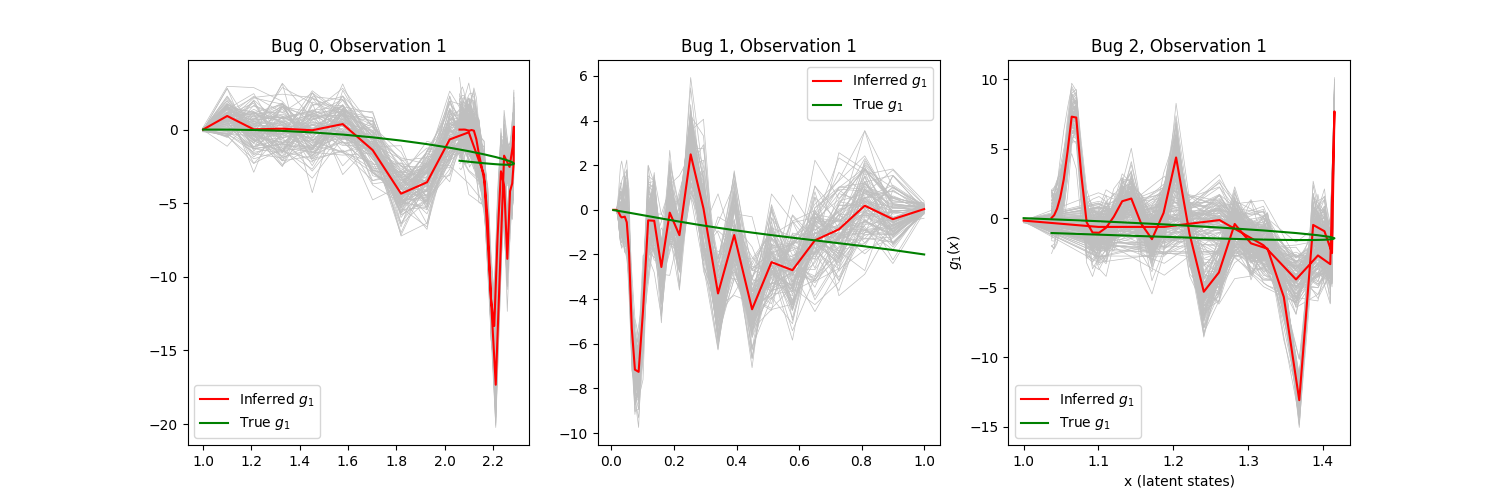 Bug 0, Observation 1
0
−5
−10
−15
−20
1.0 1.2 1.4 1.6 1.8 2.0 2.2
Inferred g₁
True g₁
Bug 1, Observation 1
6
4
2
0
−2
−4
−6
−8
−10
0.0 0.2 0.4 0.6 0.8 1.0
Inferred g₁
True g₁
Bug 2, Observation 1
g₁(x)
10
5
0
−5
−10
−15
1.0 1.1 1.2 1.3 1.4
x (latent states)
Inferred g₁
True g₁